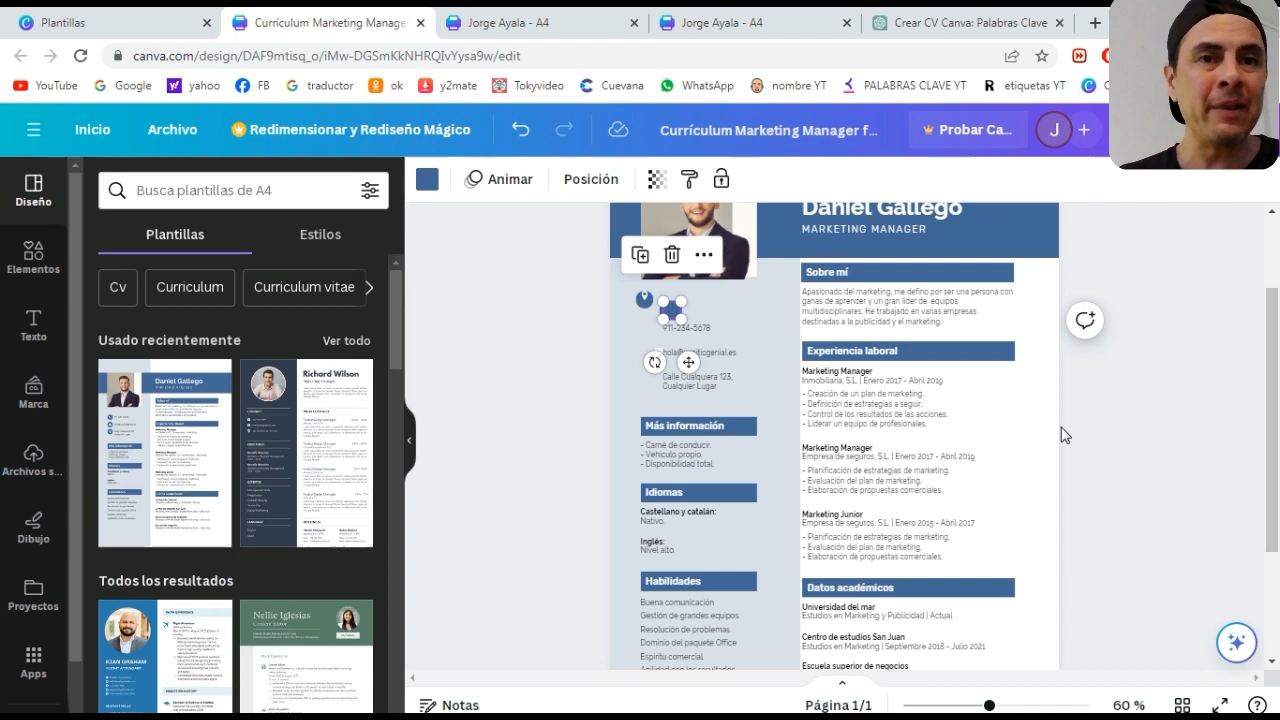 Plantillas
Currículum Marketing Manage
Jorge Ayala - A4
Jorge Ayala - A4
Crear CV Canva: Palabras Clave
canva.com/design/DAF9mtisq_o/iMw-DGSmKkNHRQIvYysa9w/edit
YouTube
Google
yahoo
FB
traductor
ok
y2mate
Tokyvideo
Cuevana
WhatsApp
nombre YT
PALABRAS CLAVE YT
R etiquetas YT
Inicio
Archivo
Redimensionar y Rediseño Mágico
Currículum Marketing Manager f...
Probar Ca...
J
Diseño
Elementos
Texto
Marca
Archivos s...
Dibujo
Proyectos
Apps
Busca plantillas de A4
Plantillas
Estilos
Cv
Curriculum
Curriculum vitae
Usado recientemente
Ver todo
Daniel Gallego
Richard Wilson
Todos los resultados
KIAN GRAHAM
Nellie Iglesias
Animar
Posición
Daniel Gallego
MARKETING MANAGER
911-234-5678
Calle Cualquiera 123,
Cualquier Lugar
Más información
- Carné de conducir.
- Vehículo propio.
- Disponibilidad total.
Idiomas
Castellano y catalán:
Nativo.
Inglés:
Nivel alto.
Habilidades
Buena comunicación
Gestión de grandes equipos
Resolución de problemas
Dominio del paquete Office
Espíritu comercial
Sobre mí
Apasionado del marketing, me defino por ser una persona con
ganas de aprender y un gran líder de equipos
multidisciplinares. He trabajado en varias empresas
destinadas a la publicidad y el marketing.
Experiencia laboral
Marketing Manager
Inmobiliaria, S.L. | Enero 2017 - Abril 2019
- Creación de un plan de marketing.
- Definición de estrategias a seguir.
- Control de los resultados de las acciones.
- Liderar un equipo de profesionales.
Marketing Manager
Empresa de seguros, S.L. | Enero 2017 - Abril 2019
- Planificación de estrategias de marketing.
- Evaluación del plan de marketing.
- Elaboración de propuestas comerciales.
Marketing Junior
Empresa de seguros, S.L. | Enero 2015 - Abril 2017
- Planificación de estrategias de marketing.
- Evaluación del plan de marketing.
- Elaboración de propuestas comerciales.
Datos académicos
Universidad del mar
Estudios en Marketing y Publicidad | Actual
Centro de estudios San Juan
Estudios en Marketing | Septiembre 2018 - Julio 2021
Escuela superior de negocios
Notas
Página 1/1
60 %